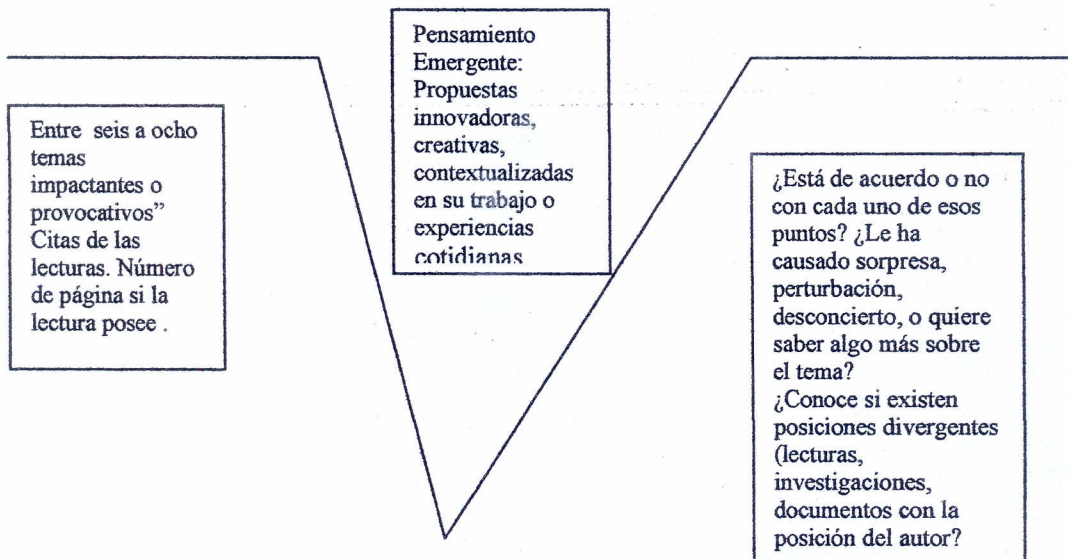 Entre seis a ocho
temas
impactantes o
provocativos”
Citas de las
lecturas. Número
de página si la
lectura posee .
Pensamiento
Emergente:
Propuestas
innovadoras,
creativas,
contextualizadas
en su trabajo o
experiencias
cotidianas
¿Está de acuerdo o no
con cada uno de esos
puntos? ¿Le ha
causado sorpresa,
perturbación,
desconcierto, o quiere
saber algo más sobre
el tema?
¿Conoce si existen
posiciones divergentes
(lecturas,
investigaciones,
documentos con la
posición del autor?